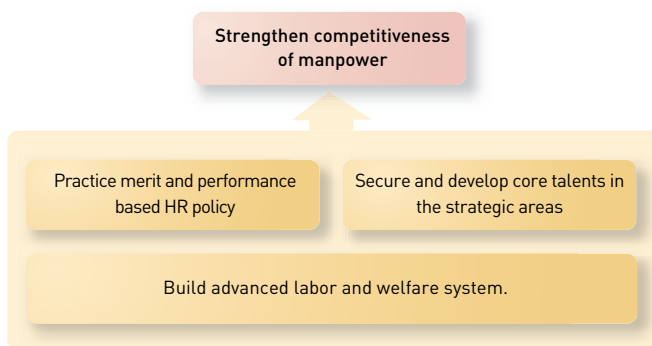 Strengthen competitiveness
of manpower
Practice merit and performance
based HR policy
Secure and develop core talents in
the strategic areas
Build advanced labor and welfare system.